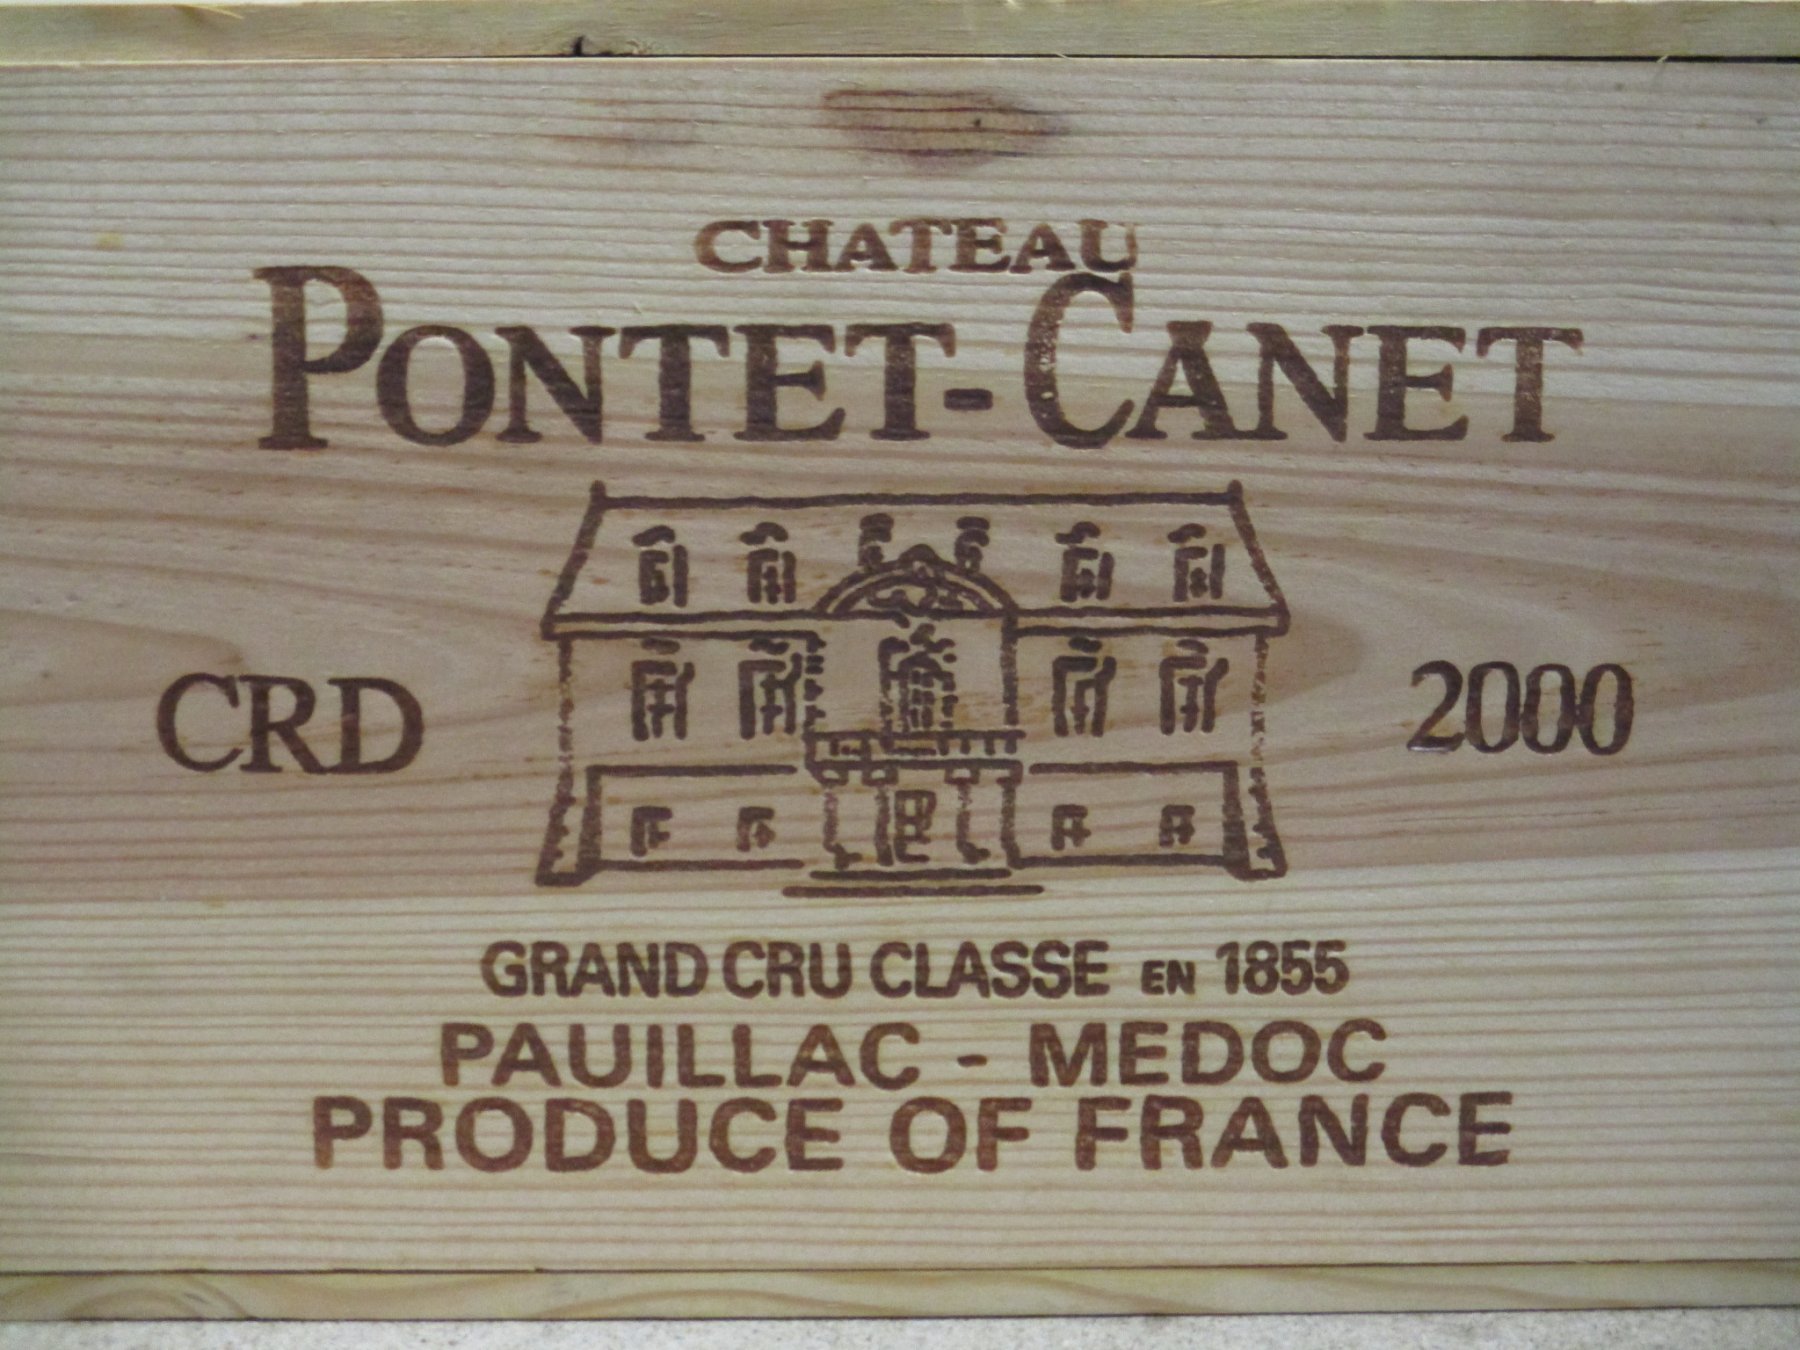 CHATEAU
PONTET-CANET
CRD 2000
GRAND CRU CLASSE EN 1855
PAUILLAC - MEDOC
PRODUCE OF FRANCE